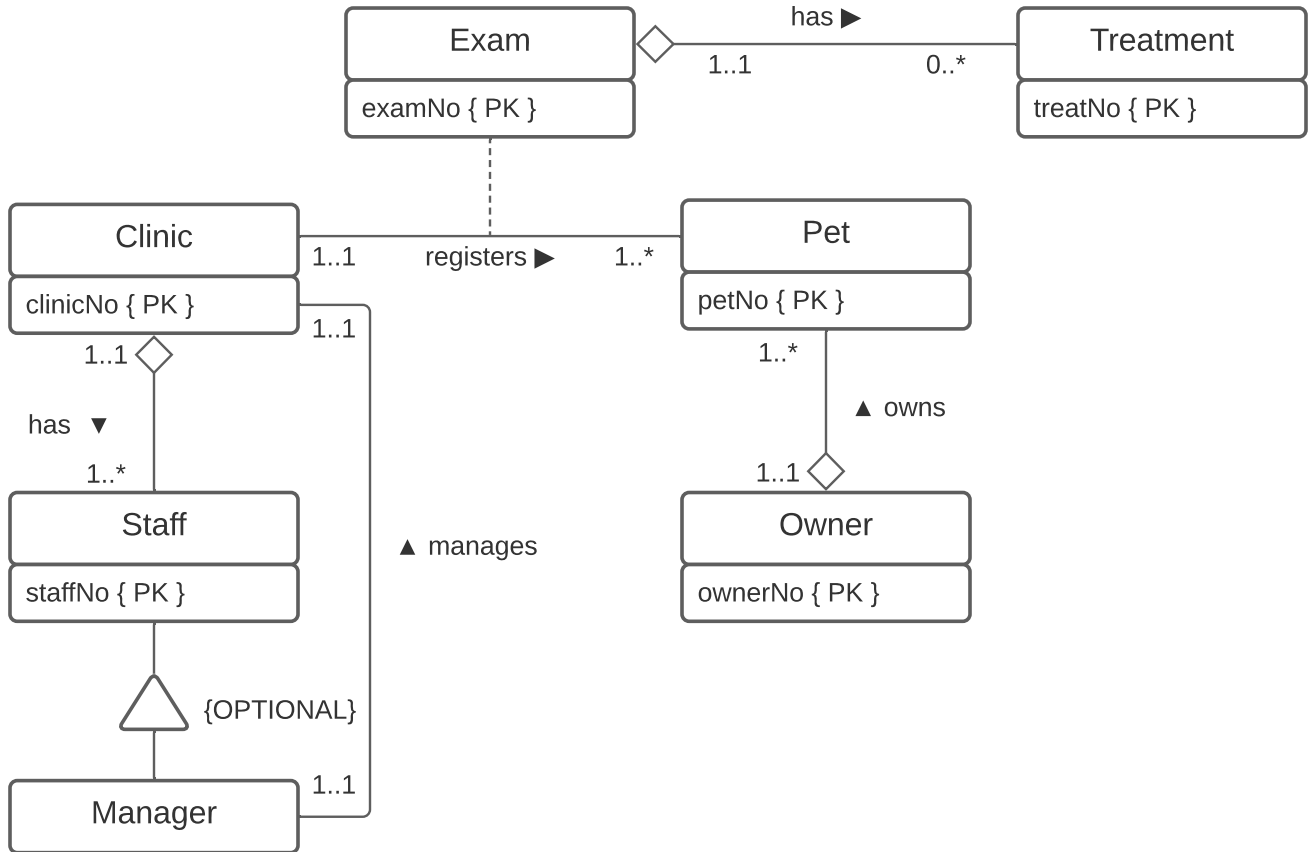 has ►
Exam
Treatment
1..1
0..*
examNo { PK }
treatNo { PK }
Clinic
Pet
1..1
registers ►
1..*
clinicNo { PK }
petNo { PK }
1..1
1..1
1..*
▲ owns
has ▼
1..*
1..1
Staff
Owner
▲ manages
staffNo { PK }
ownerNo { PK }
{OPTIONAL}
1..1
Manager